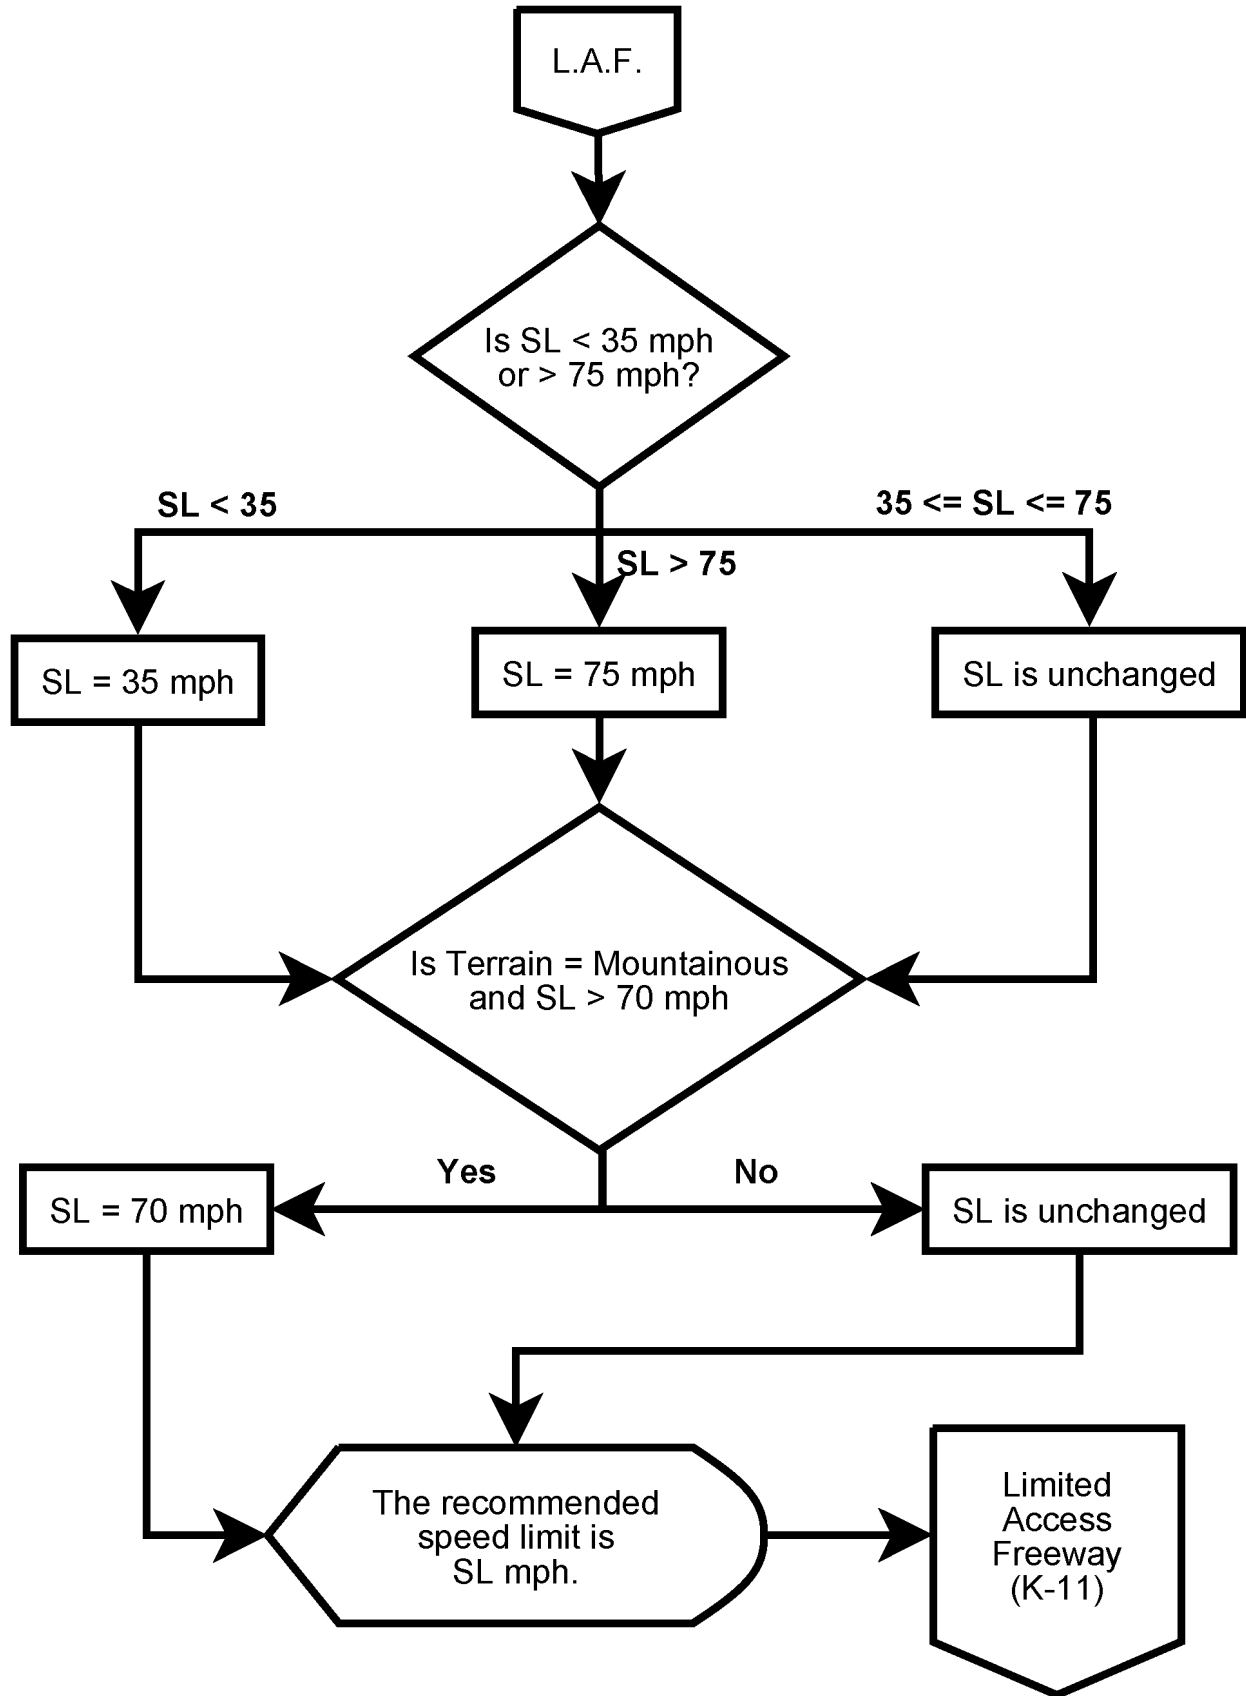 L.A.F.
Is SL < 35 mph
or > 75 mph?
SL < 35
35 <= SL <= 75
SL > 75
SL = 35 mph
SL = 75 mph
SL is unchanged
Is Terrain = Mountainous
and SL > 70 mph
Yes
No
SL = 70 mph
SL is unchanged
The recommended
speed limit is
SL mph.
Limited
Access
Freeway
(K-11)